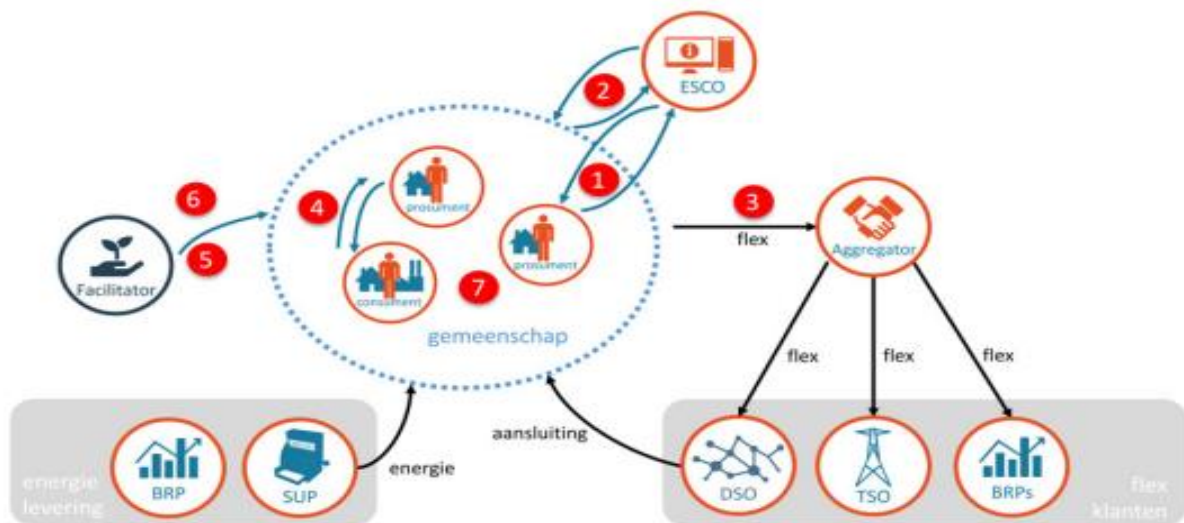 ESCO
2
1
prosument
4
6
3
flex
Aggregator
prosument
5
Facilitator
consument
7
gemeenschap
flex
flex
flex
aansluiting
energie
BRP
SUP
energie
levering
DSO
TSO
BRPs
flex
klanten